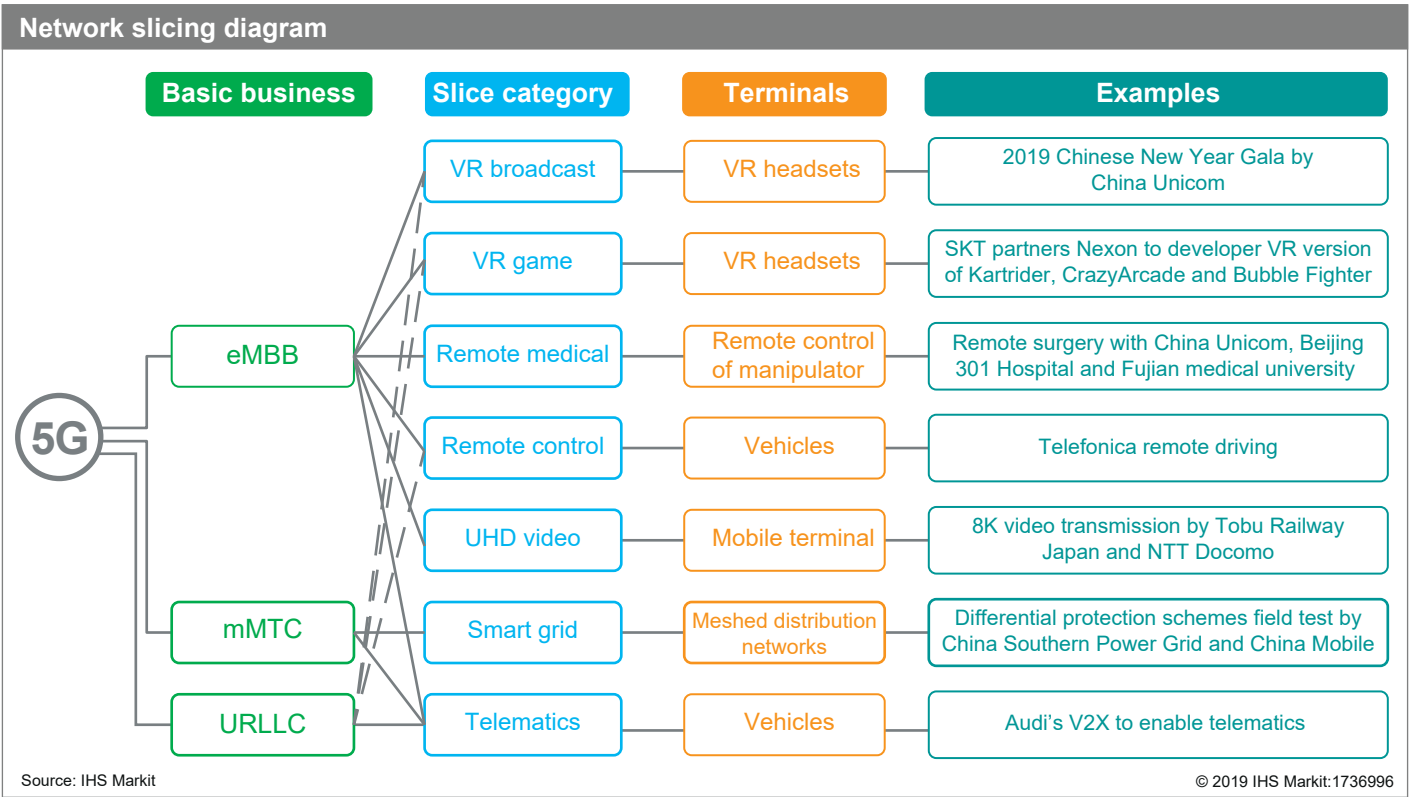 Network slicing diagram
Basic business
Slice category
Terminals
Examples
VR broadcast
VR headsets
2019 Chinese New Year Gala by
China Unicom
VR game
VR headsets
SKT partners Nexon to developer VR version
of Kartrider, CrazyArcade and Bubble Fighter
eMBB
Remote medical
Remote control
of manipulator
Remote surgery with China Unicom, Beijing
301 Hospital and Fujian medical university
5G
Remote control
Vehicles
Telefonica remote driving
UHD video
Mobile terminal
8K video transmission by Tobu Railway
Japan and NTT Docomo
mMTC
Smart grid
Meshed distribution
networks
Differential protection schemes field test by
China Southern Power Grid and China Mobile
URLLC
Telematics
Vehicles
Audi's V2X to enable telematics
Source: IHS Markit
© 2019 IHS Markit:1736996